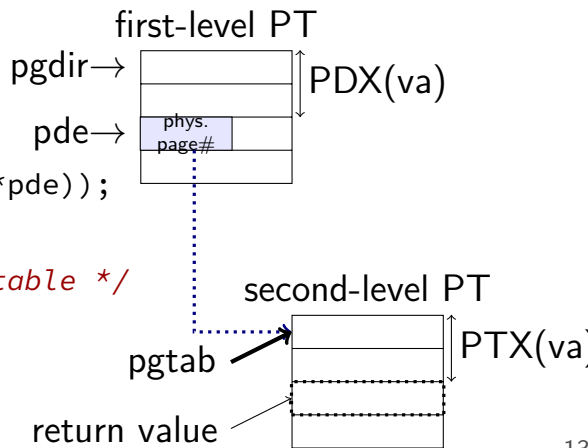 first-level PT
pgdir→
PDX(va)
pde→
phys.
page#
*pde));
table */
second-level PT
PTX(va)
pgtab
return value